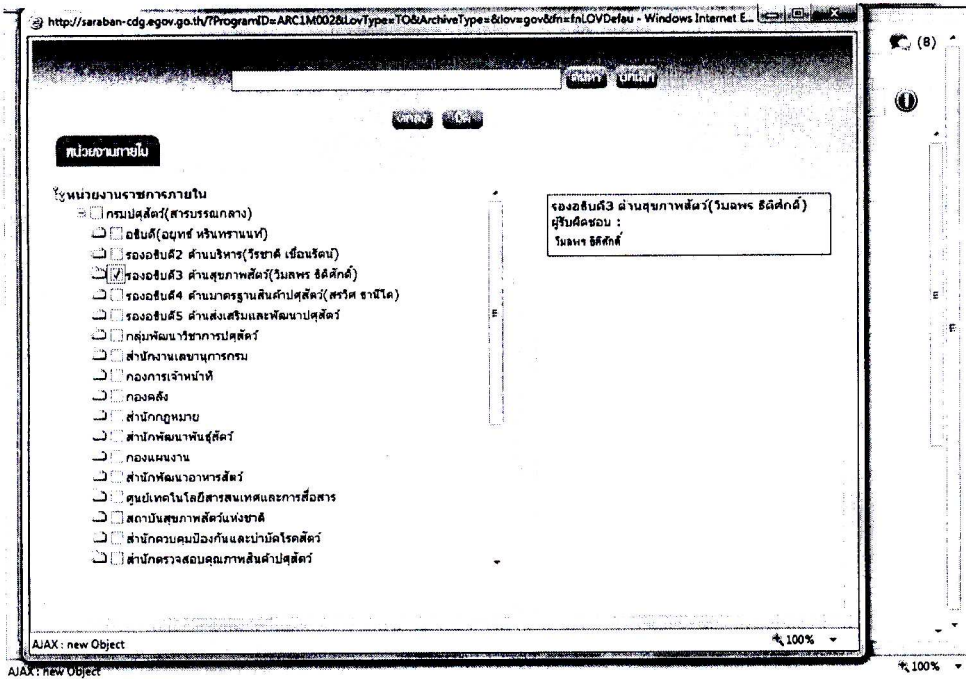 http://saraban-cdg.egov.go.th/?ProgramID=ARC1M002&LovType=TO&ArchiveType=&lov=gov&fn=fnLOVDefau - Windows Internet E...
(8)
ค้นหา ยกเลิก
ตกลง ปิด
หน่วยงานภายใน
หน่วยงานราชการภายใน
กรมปศุสัตว์(สารบรรณกลาง)
อธิบดี(อยุทธ์ หรินทรานนท์)
รองอธิบดี2 ด้านบริหาร(วีรชาติ เขื่อนรัตน์)
รองอธิบดี3 ด้านสุขภาพสัตว์(วิมลพร ธิติศักดิ์)
รองอธิบดี4 ด้านมาตรฐานสินค้าปศุสัตว์(สรวิศ ธานีโต)
รองอธิบดี5 ด้านส่งเสริมและพัฒนาปศุสัตว์
กลุ่มพัฒนาวิชาการปศุสัตว์
สำนักงานเลขานุการกรม
กองการเจ้าหน้าที่
กองคลัง
สำนักกฎหมาย
สำนักพัฒนาพันธุ์สัตว์
กองแผนงาน
สำนักพัฒนาอาหารสัตว์
ศูนย์เทคโนโลยีสารสนเทศและการสื่อสาร
สถาบันสุขภาพสัตว์แห่งชาติ
สำนักควบคุมป้องกันและบำบัดโรคสัตว์
สำนักตรวจสอบคุณภาพสินค้าปศุสัตว์
รองอธิบดี3 ด้านสุขภาพสัตว์(วิมลพร ธิติศักดิ์)
ผู้รับผิดชอบ :
วิมลพร ธิติศักดิ์
AJAX : new Object
100%
AJAX : new Object
100%